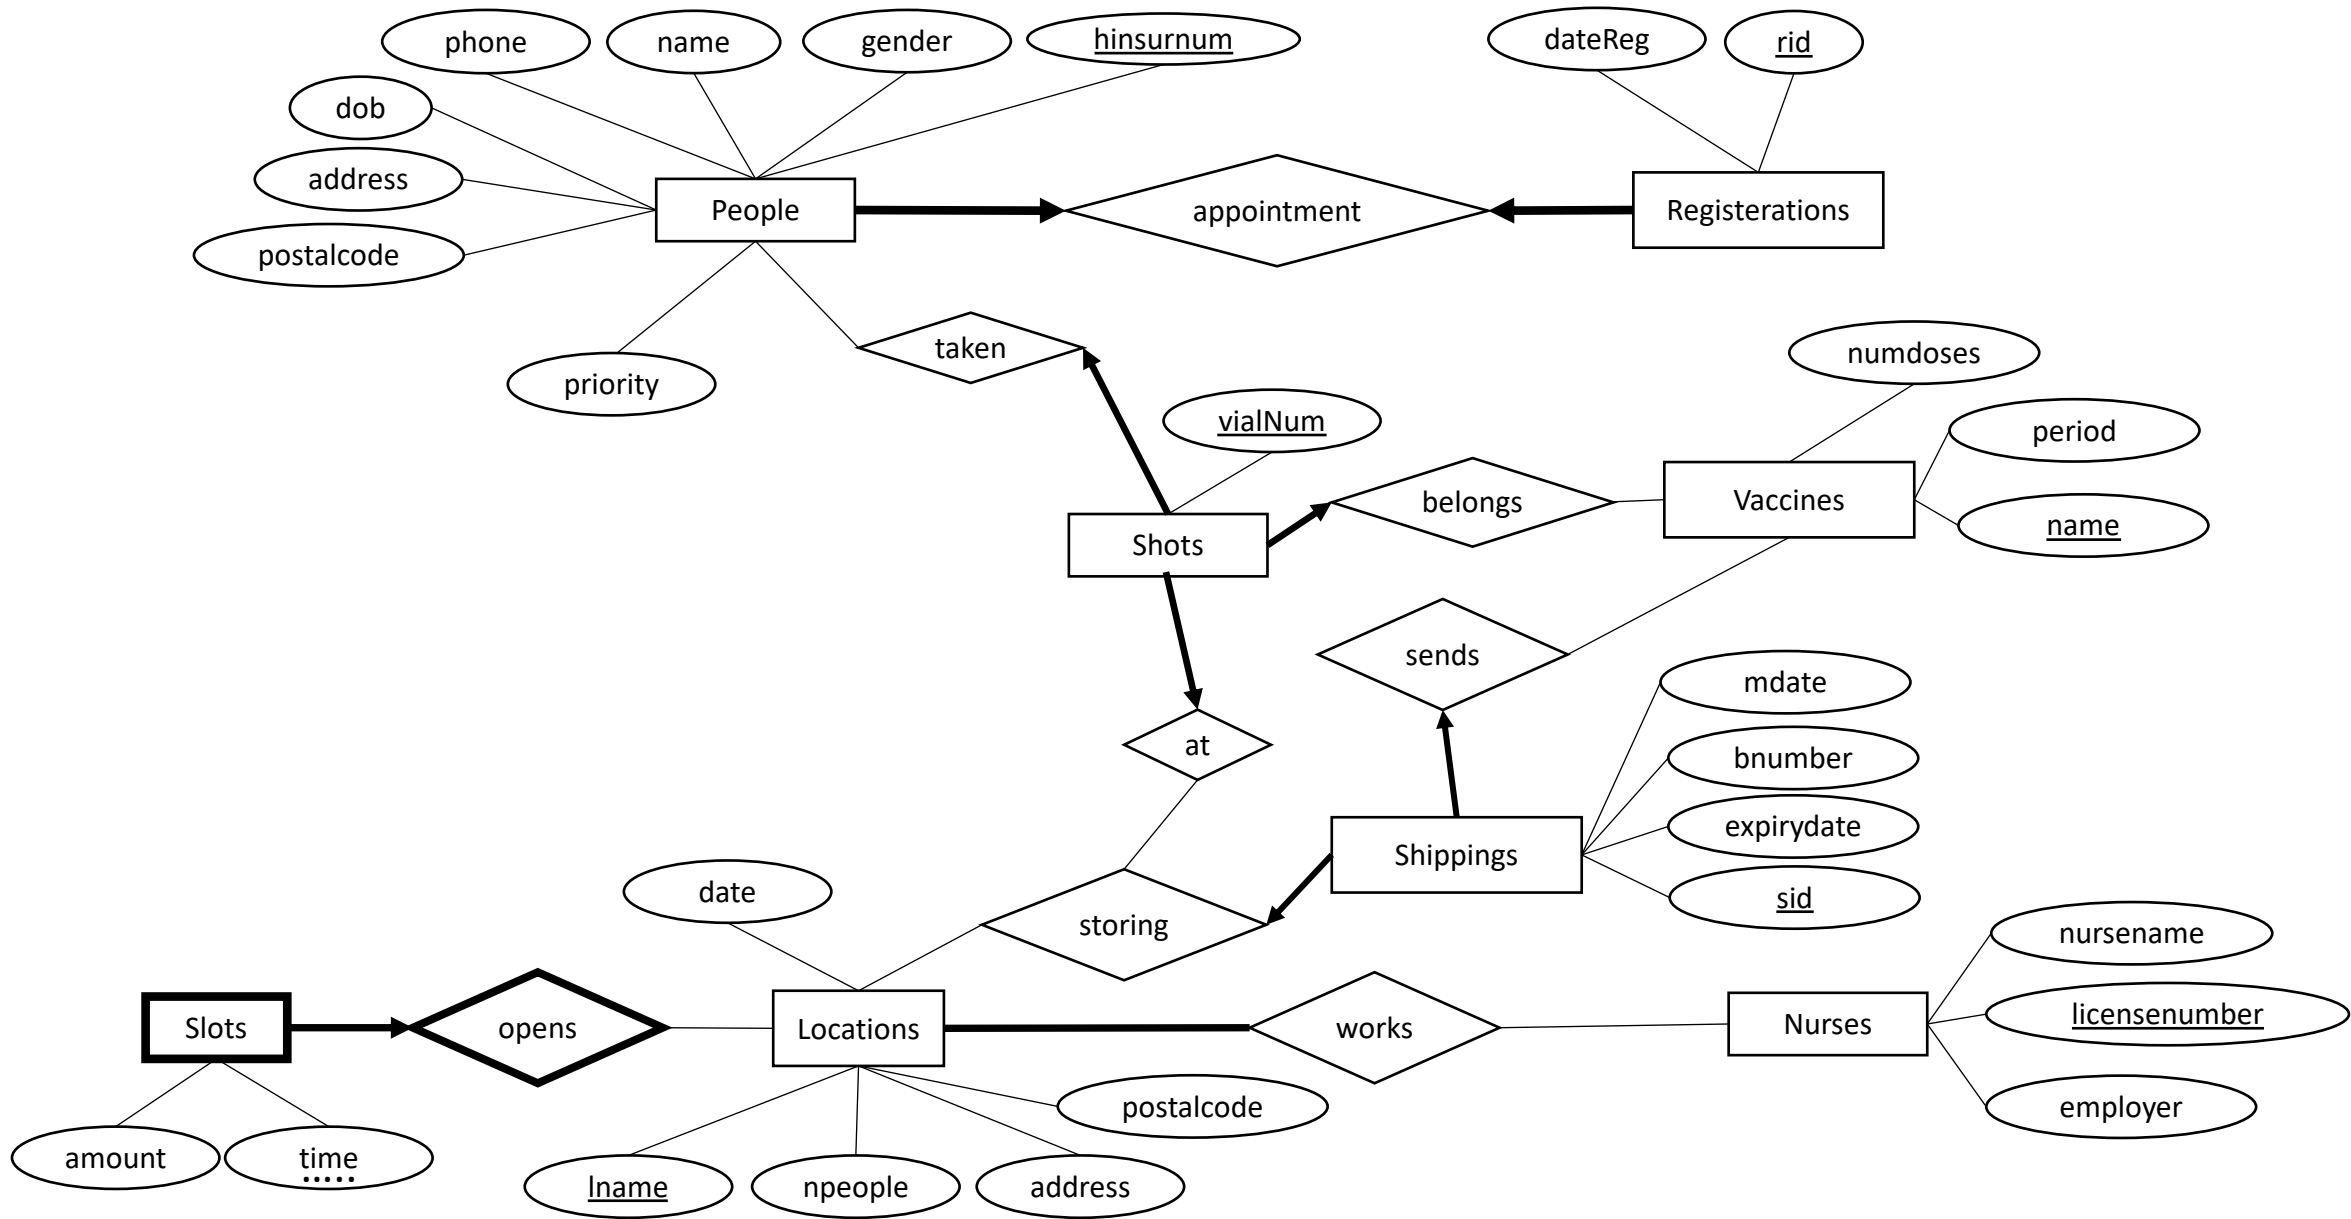 phone
name
gender
hinsurnum
dateReg
rid
dob
address
postalcode
People
appointment
Registerations
priority
taken
vialNum
numdoses
period
name
Shots
belongs
Vaccines
at
sends
mdate
bnumber
expirydate
sid
Shippings
date
storing
nursename
licensenumber
employer
Slots
opens
Locations
works
Nurses
amount
time
lname
npeople
address
postalcode